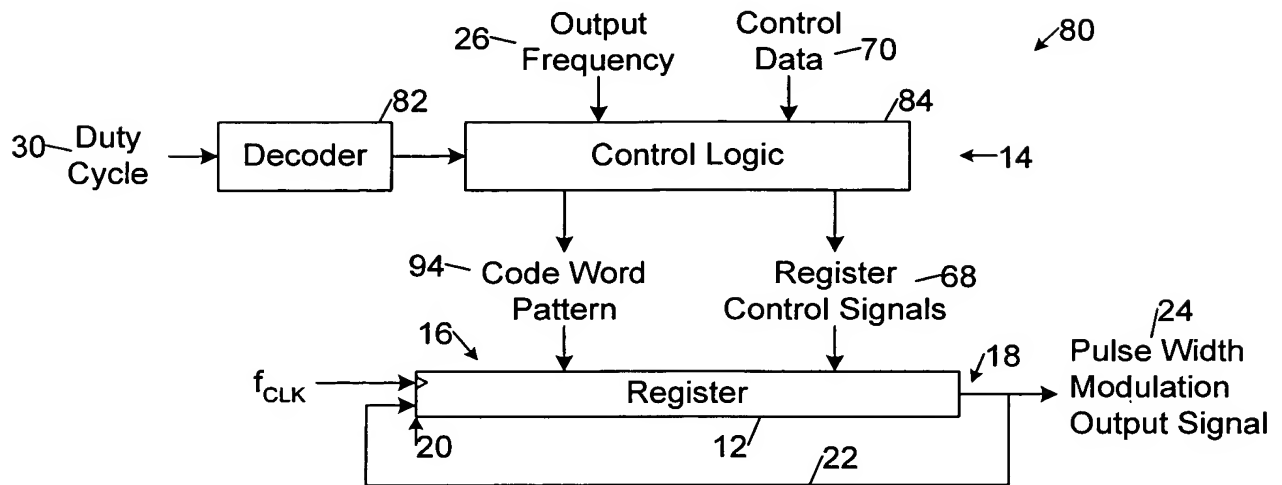 Output
Frequency
26
Control
Data
70
80
82
84
30
Duty
Cycle
Decoder
Control Logic
14
94
Code Word
Pattern
Register
Control Signals
68
16
18
24
Pulse Width
Modulation
Output Signal
fCLK
Register
20
12
22